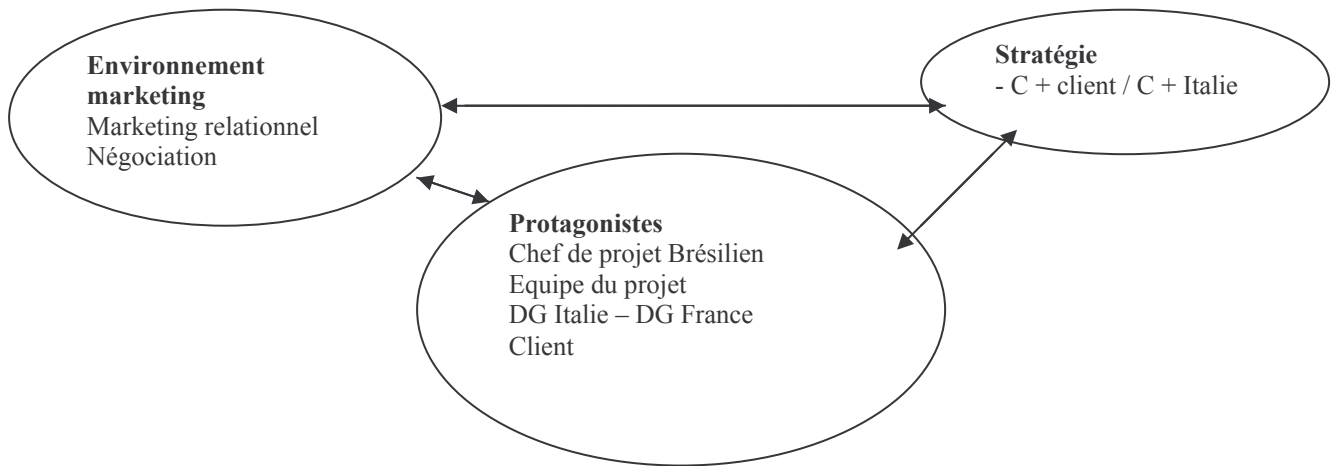 Environnement
marketing
Marketing relationnel
Négociation
Stratégie
- C + client / C + Italie
Protagonistes
Chef de projet Brésilien
Equipe du projet
DG Italie – DG France
Client